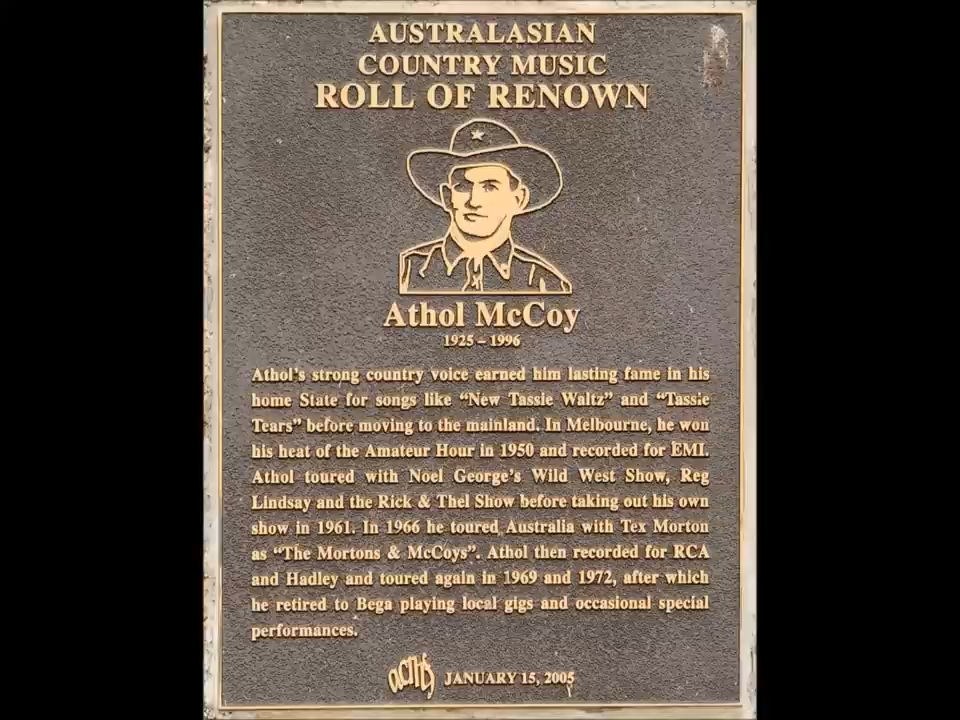 AUSTRALASIAN
COUNTRY MUSIC
ROLL OF RENOWN
Athol McCoy
1925 – 1996
Athol's strong country voice earned him lasting fame in his
home State for songs like “New Tassie Waltz” and “Tassie
Tears” before moving to the mainland. In Melbourne, he won
his heat of the Amateur Hour in 1950 and recorded for EMI.
Athol toured with Noel George's Wild West Show, Reg
Lindsay and the Rick & Thel Show before taking out his own
show in 1961. In 1966 he toured Australia with Tex Morton
as “The Mortons & McCoys”. Athol then recorded for RCA
and Hadley and toured again in 1969 and 1972, after which
he retired to Bega playing local gigs and occasional special
performances.
JANUARY 15, 2005